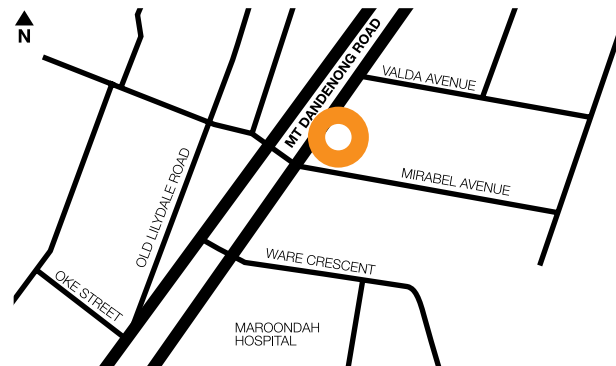 N
MT DANDENONG ROAD
VALDA AVENUE
MIRABEL AVENUE
OLD LILYDALE ROAD
WARE CRESCENT
OKE STREET
MAROONDAH
HOSPITAL